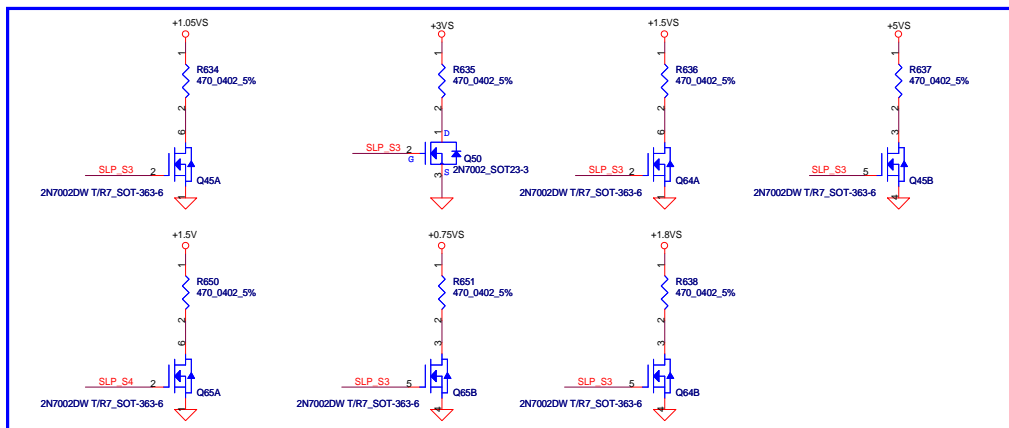 +1.05VS
1
R634
470_0402_5%
2
6
SLP_S3 2
Q45A
2N7002DW T/R7_SOT-363-6
1
+3VS
1
R635
470_0402_5%
2
1 D
SLP_S3 2
G
Q50
2N7002_SOT23-3
S
3
+1.5VS
1
R636
470_0402_5%
2
6
SLP_S3 2
Q64A
2N7002DW T/R7_SOT-363-6
1
+5VS
1
R637
470_0402_5%
2
3
SLP_S3 5
Q45B
2N7002DW T/R7_SOT-363-6
4
+1.5V
1
R650
470_0402_5%
2
6
SLP_S4 2
Q65A
2N7002DW T/R7_SOT-363-6
1
+0.75VS
1
R651
470_0402_5%
2
3
SLP_S3 5
Q65B
2N7002DW T/R7_SOT-363-6
4
+1.8VS
1
R638
470_0402_5%
2
3
SLP_S3 5
Q64B
2N7002DW T/R7_SOT-363-6
4